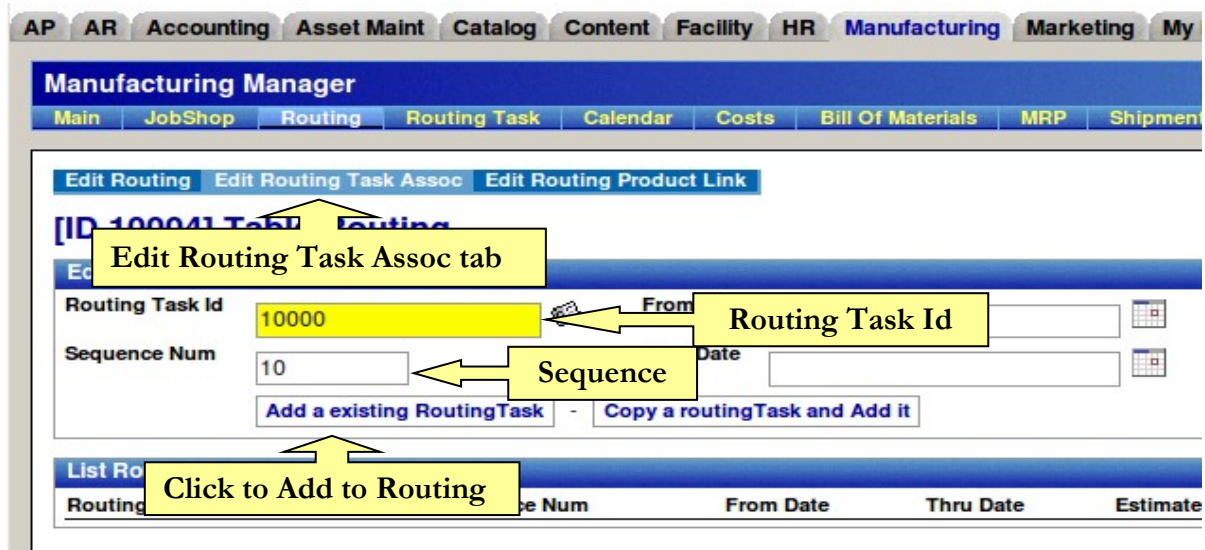 AP AR Accounting Asset Maint Catalog Content Facility HR Manufacturing Marketing My
Manufacturing Manager
Main JobShop Routing Routing Task Calendar Costs Bill Of Materials MRP Shipment
Edit Routing Edit Routing Task Assoc Edit Routing Product Link
[ID 10004]
Edit Routing Task Assoc tab
Routing Task Id 10000 From Routing Task Id
Sequence Num 10 Sequence Date
Add a existing RoutingTask - Copy a routingTask and Add it
List
Click to Add to Routing
Routing Num From Date Thru Date Estimate